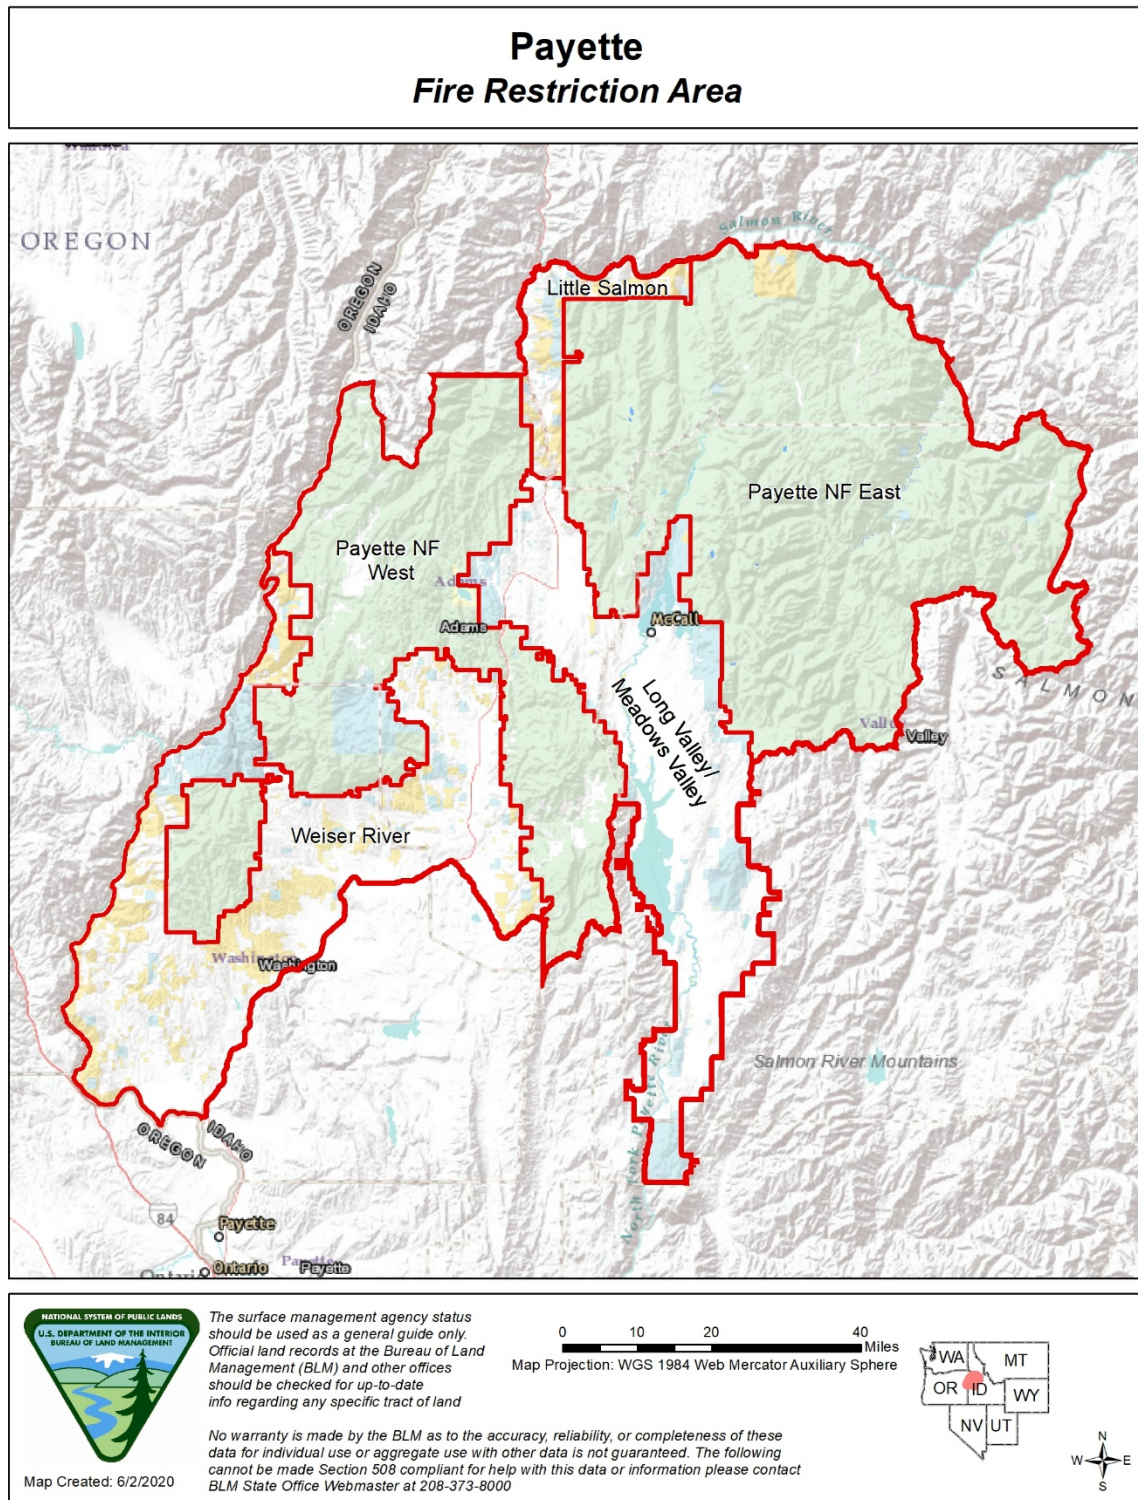 Payette
Fire Restriction Area
OREGON
Salmon River
OREGON
IDAHO
Little Salmon
Payette NF East
Payette NF
West
Adams
Adams
McCall
SALMON
Long Valley/
Meadows Valley
Valley
Weiser River
Washington
Washington
Salmon River Mountains
North Fork Payette River
IDAHO
OREGON
84
Payette
Ontario
Payette
NATIONAL SYSTEM OF PUBLIC LANDS
U.S. DEPARTMENT OF THE INTERIOR
BUREAU OF LAND MANAGEMENT
Map Created: 6/2/2020
The surface management agency status
should be used as a general guide only.
Official land records at the Bureau of Land
Management (BLM) and other offices
should be checked for up-to-date
info regarding any specific tract of land
No warranty is made by the BLM as to the accuracy, reliability, or completeness of these
data for individual use or aggregate use with other data is not guaranteed. The following
cannot be made Section 508 compliant for help with this data or information please contact
BLM State Office Webmaster at 208-373-8000
0 10 20 40
Miles
Map Projection: WGS 1984 Web Mercator Auxiliary Sphere
WA
MT
OR
ID
WY
NV
UT
N
W
E
S